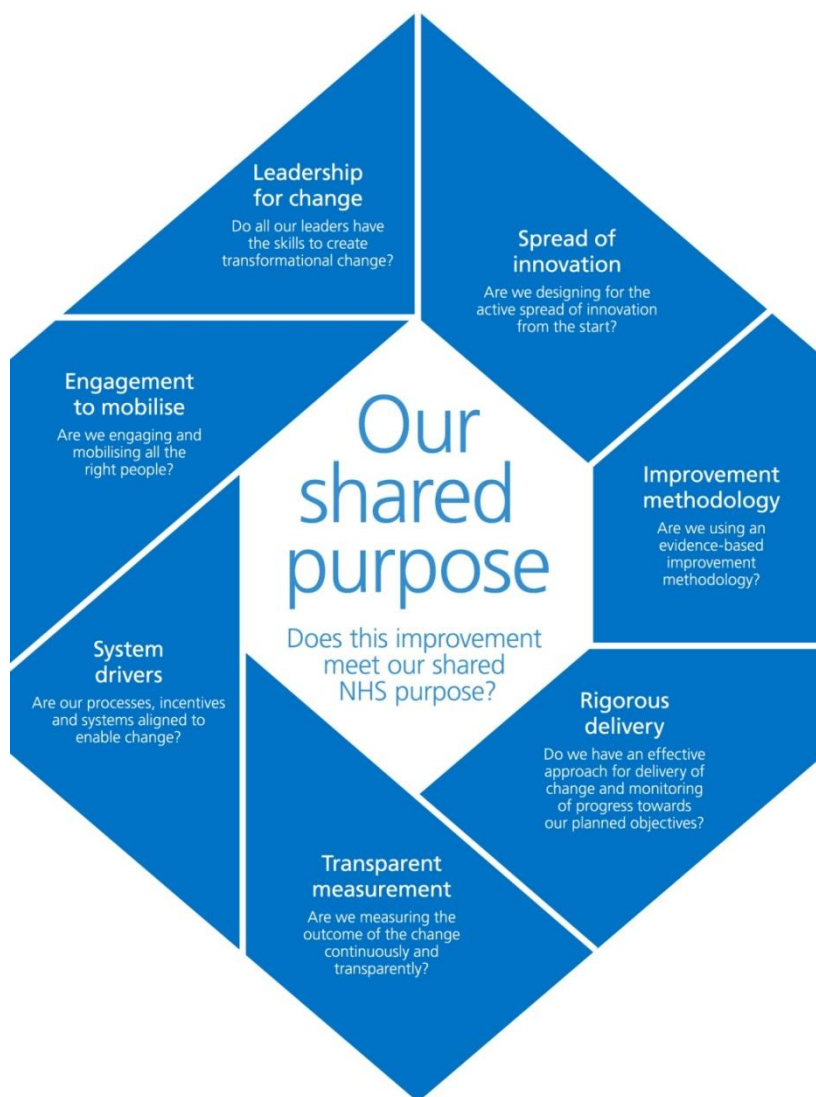 Leadership
for change
Do all our leaders have
the skills to create
transformational change?
Spread of
innovation
Are we designing for the
active spread of innovation
from the start?
Engagement
to mobilise
Are we engaging and
mobilising all the
right people?
Our
shared
purpose
Does this improvement
meet our shared
NHS purpose?
Improvement
methodology
Are we using an
evidence-based
improvement
methodology?
System
drivers
Are our processes, incentives
and systems aligned to
enable change?
Rigorous
delivery
Do we have an effective
approach for delivery of
change and monitoring
of progress towards
our planned objectives?
Transparent
measurement
Are we measuring the
outcome of the change
continuously and
transparently?